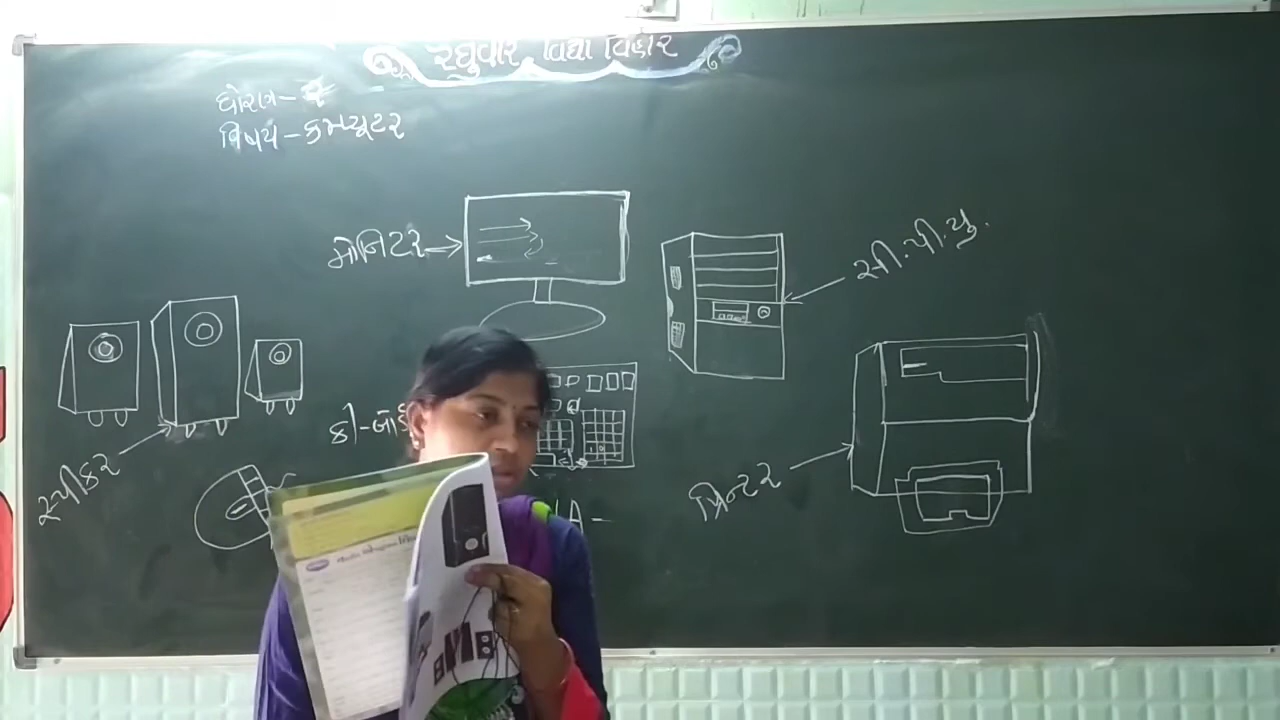 રઘુવીર વિદ્યા વિહાર
ધોરણ-
વિષય-કમ્પ્યૂટર
મોનિટર
સી.પી.યુ.
કી-બોર્ડ
સ્પીકર
પ્રિન્ટર
A-